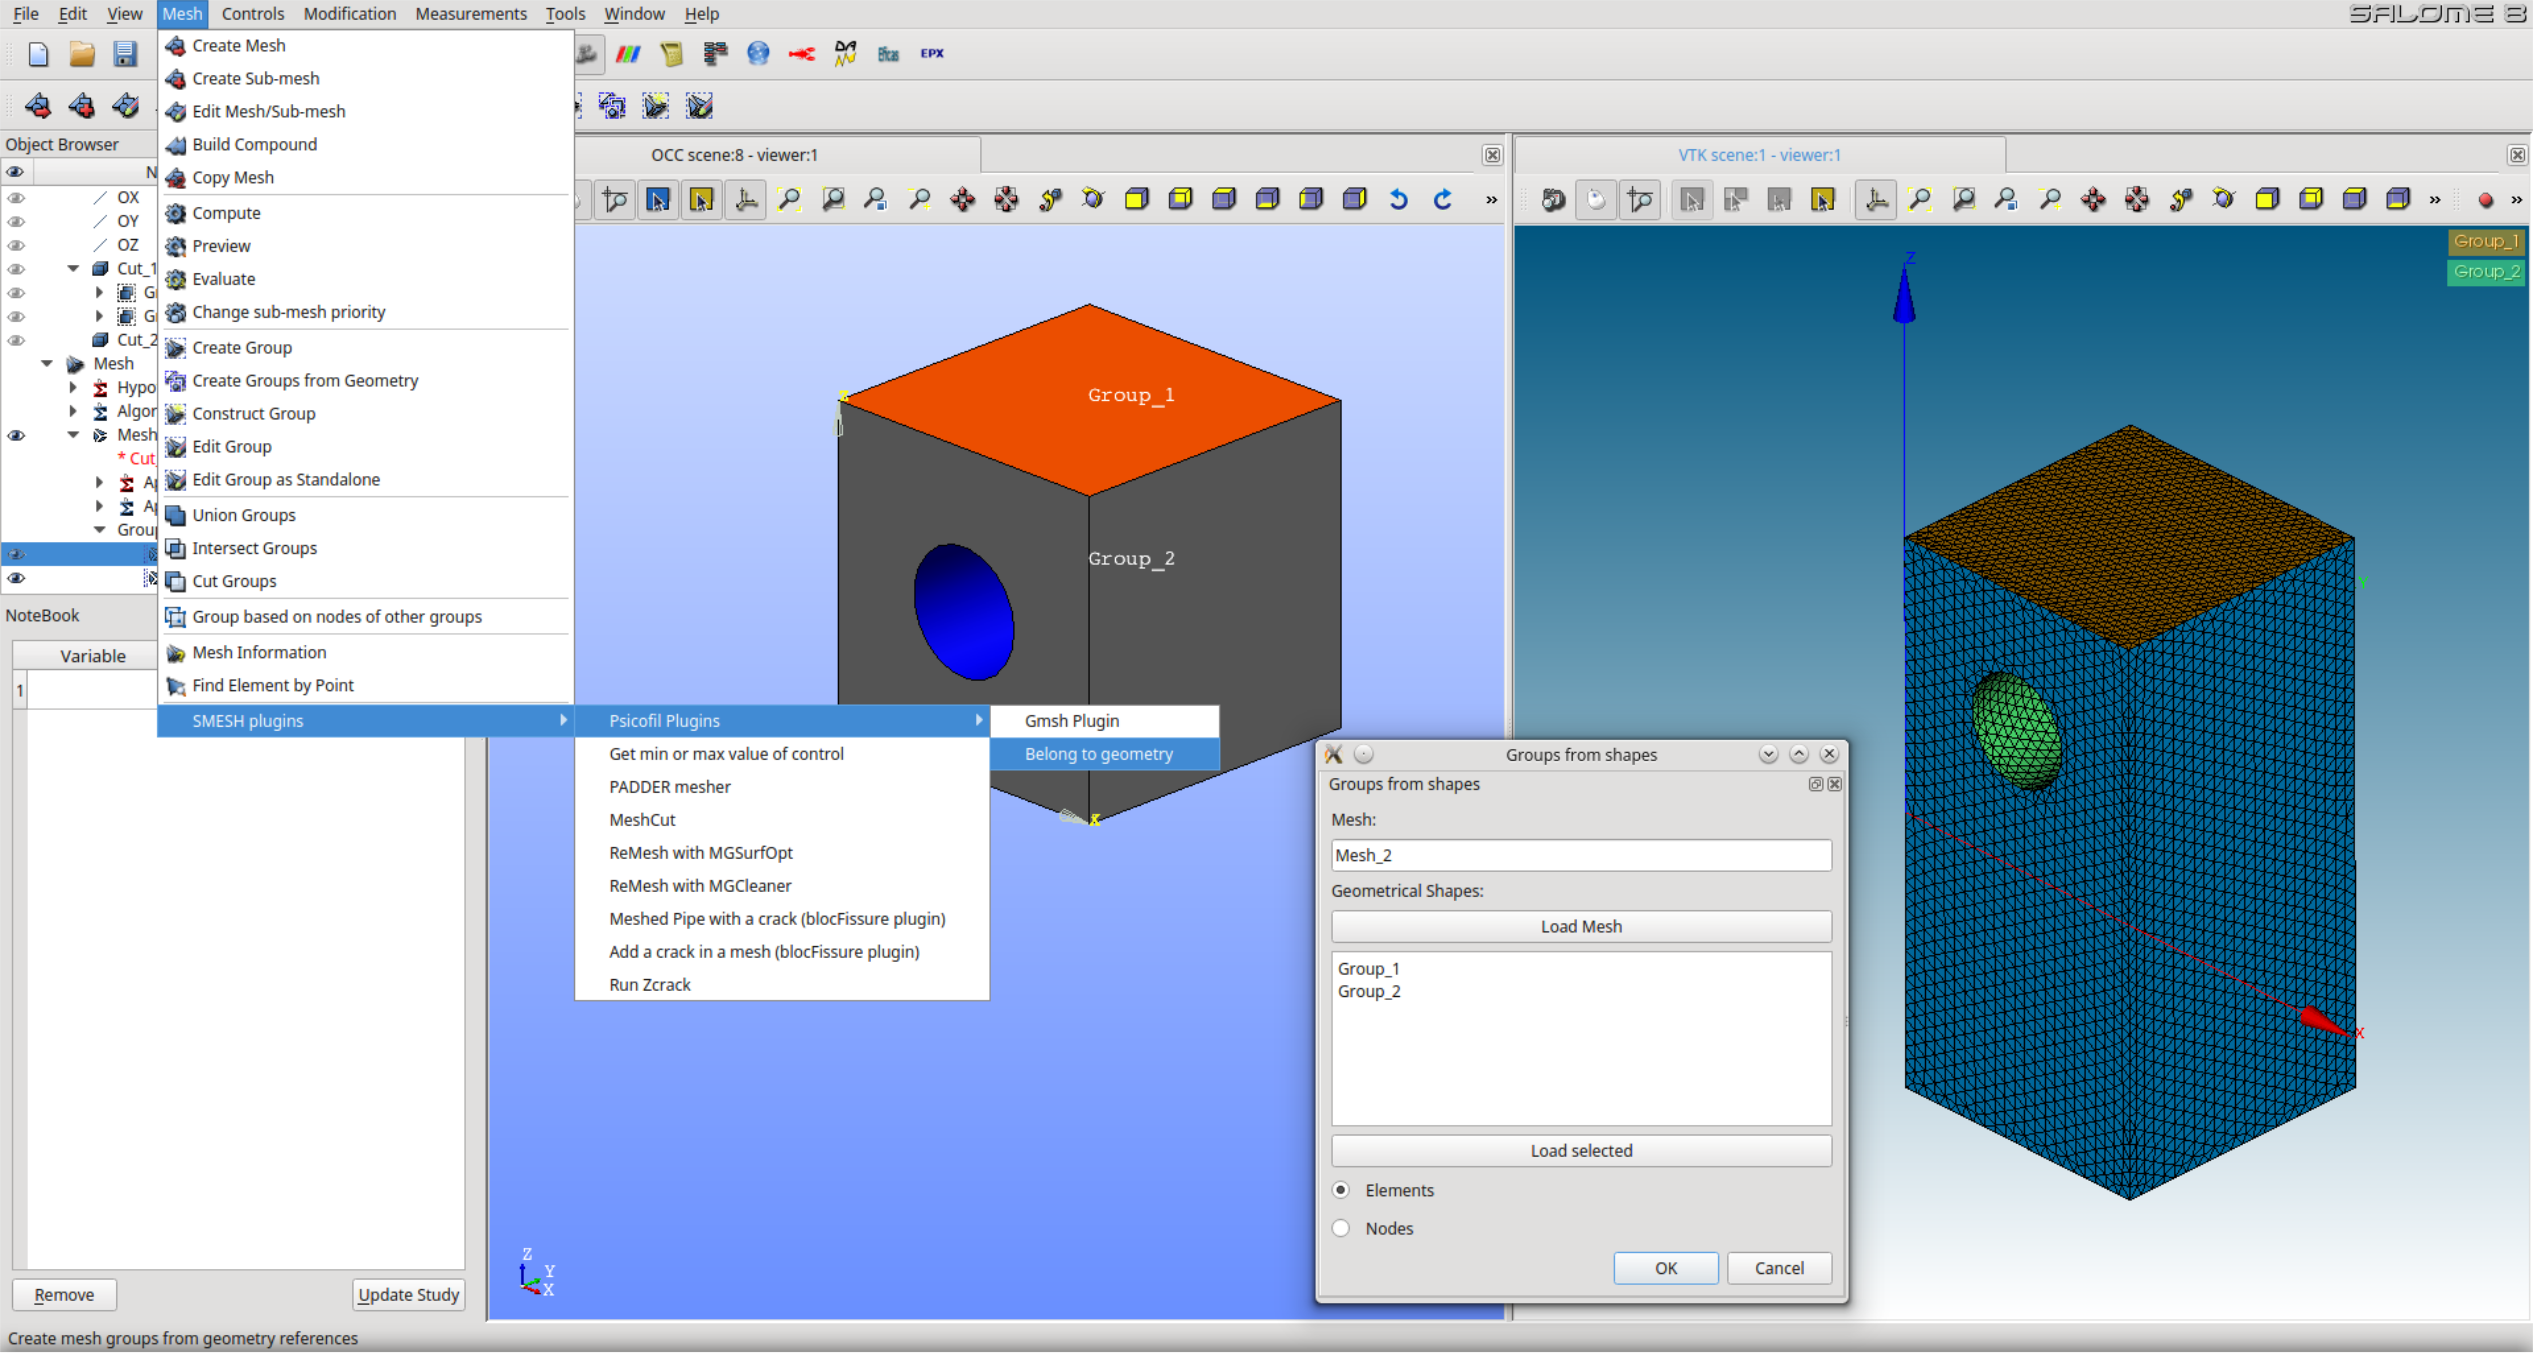 File Edit View Mesh Controls Modification Measurements Tools Window Help
SALOME 8
DA
Eficas
EPX
Create Mesh
Create Sub-mesh
Edit Mesh/Sub-mesh
Build Compound
Copy Mesh
Compute
Preview
Evaluate
Change sub-mesh priority
Create Group
Create Groups from Geometry
Construct Group
Edit Group
Edit Group as Standalone
Union Groups
Intersect Groups
Cut Groups
Group based on nodes of other groups
Mesh Information
Find Element by Point
SMESH plugins
Psicofil Plugins
Get min or max value of control
PADDER mesher
MeshCut
ReMesh with MGSurfOpt
ReMesh with MGCleaner
Meshed Pipe with a crack (blocFissure plugin)
Add a crack in a mesh (blocFissure plugin)
Run Zcrack
Gmsh Plugin
Belong to geometry
Object Browser
N
OX
OY
OZ
Cut_1
G
G
Cut_2
Mesh
Hypo
Algor
Mesh
* Cut_
A
A
Grou
NoteBook
Variable
1
Remove
Update Study
Create mesh groups from geometry references
OCC scene:8 - viewer:1
»
Group_1
Group_2
X
Z
Y
X
VTK scene:1 - viewer:1
»
»
Group_1
Group_2
Z
Y
X
Groups from shapes
Groups from shapes
Mesh:
Mesh_2
Geometrical Shapes:
Load Mesh
Group_1
Group_2
Load selected
Elements
Nodes
OK
Cancel